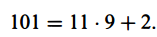 101 = 11 · 9 + 2.